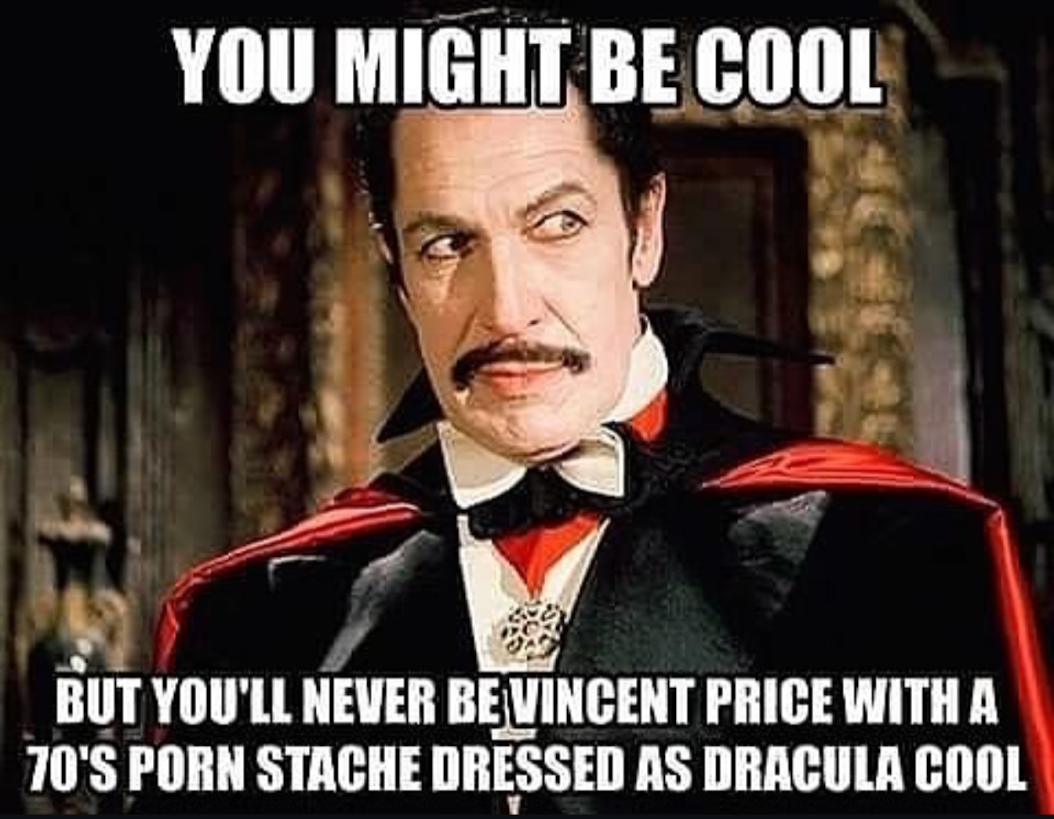 YOU MIGHT BE COOL
BUT YOU'LL NEVER BE VINCENT PRICE WITH A
70'S PORN STACHE DRESSED AS DRACULA COOL